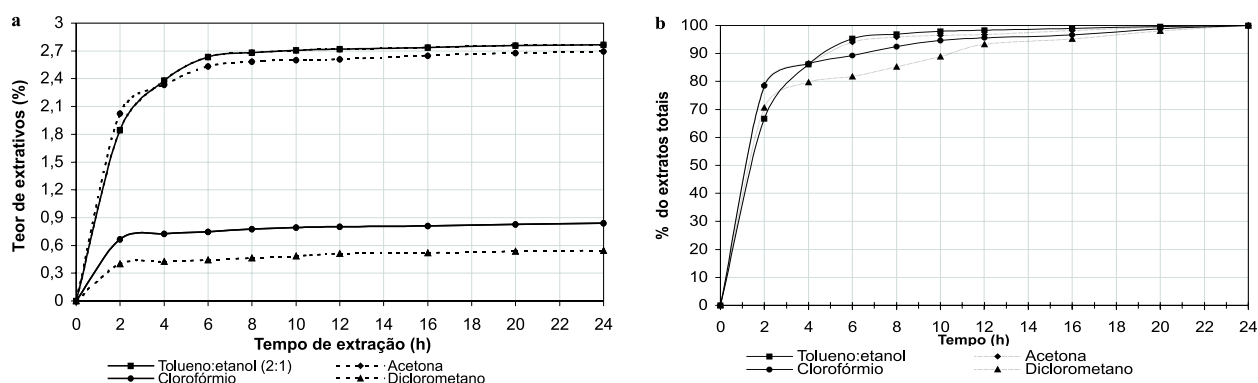 a
3
2,7
2,4
2,1
1,8
1,5
1,2
0,9
0,6
0,3
0
Teor de extrativos (%)
0 2 4 6 8 10 12 14 16 18 20 22 24
Tempo de extração (h)
Tolueno:etanol (2:1) Acetona
Clorofórmio Diclorometano
b
100
90
80
70
60
50
40
30
20
10
0
% do extratos totais
0 2 4 6 8 10 12 14 16 18 20 22 24
Tempo (h)
Tolueno:etanol Acetona
Clorofórmio Diclorometano